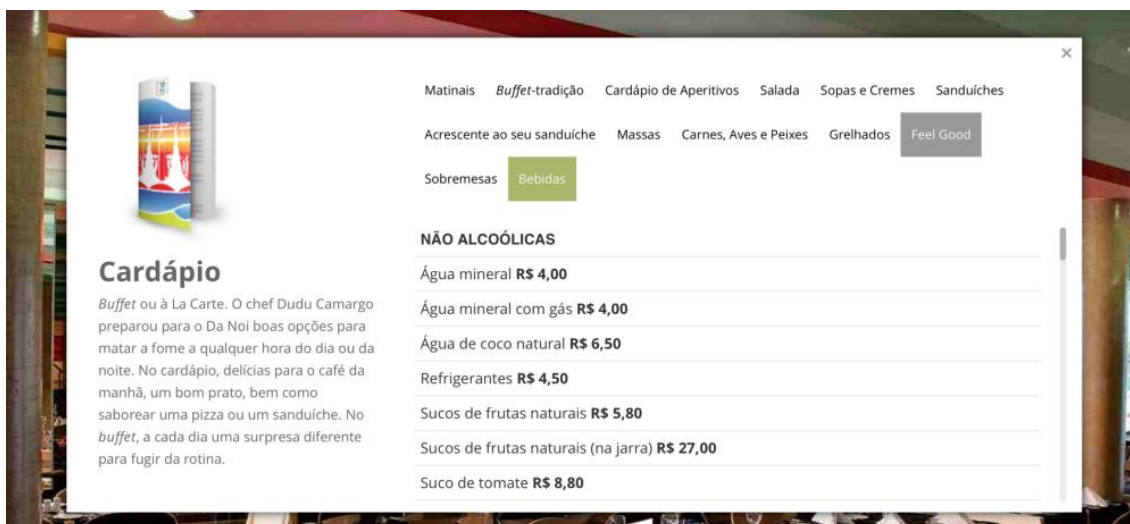 ×
Matinais Buffet-tradição Cardápio de Aperitivos Salada Sopas e Cremes Sanduíches
Acrescente ao seu sanduíche Massas Carnes, Aves e Peixes Grelhados Feel Good
Sobremesas Bebidas
Cardápio
Buffet ou à La Carte. O chef Dudu Camargo
preparou para o Da Noi boas opções para
matar a fome a qualquer hora do dia ou da
noite. No cardápio, delícias para o café da
manhã, um bom prato, bem como
saborear uma pizza ou um sanduíche. No
buffet, a cada dia uma surpresa diferente
para fugir da rotina.
NÃO ALCOÓLICAS
Água mineral R$ 4,00
Água mineral com gás R$ 4,00
Água de coco natural R$ 6,50
Refrigerantes R$ 4,50
Sucos de frutas naturais R$ 5,80
Sucos de frutas naturais (na jarra) R$ 27,00
Suco de tomate R$ 8,80